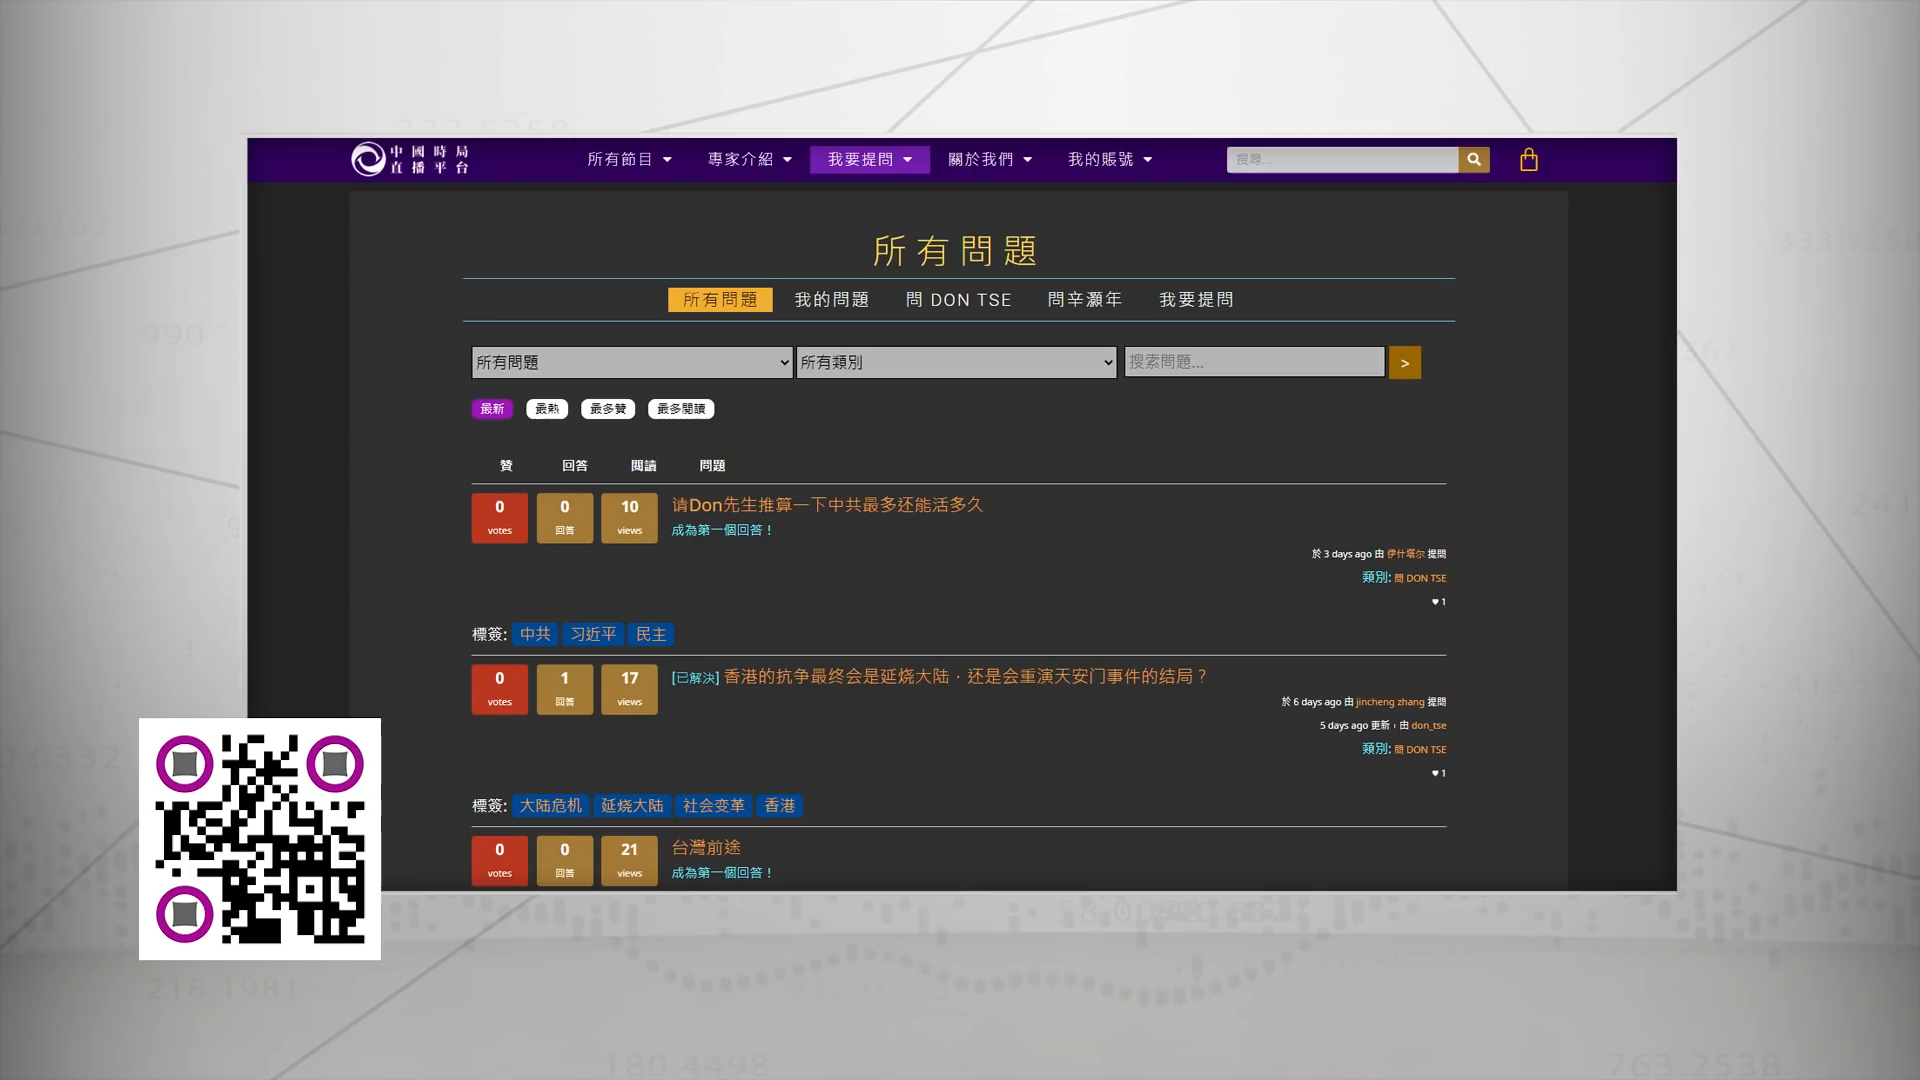 中國時局
直播平台
所有節目 專家介紹 我要提問 關於我們 我的賬號 搜尋...
所有問題
所有問題 我的問題 問 DON TSE 問辛灝年 我要提問
所有問題 所有類別 搜索問題... >
最新 最熱 最多贊 最多閱讀
贊 回答 閱讀 問題
0 votes 0 回答 10 views 请Don先生推算一下中共最多还能活多久
成為第一個回答！
於 3 days ago 由 伊什塔尔 提問
類別: 問 DON TSE
♥ 1
標簽: 中共 习近平 民主
0 votes 1 回答 17 views [已解決] 香港的抗争最终会是延烧大陆，还是会重演天安门事件的结局？
於 6 days ago 由 jincheng zhang 提問
5 days ago 更新，由 don_tse
類別: 問 DON TSE
♥ 1
標簽: 大陆危机 延烧大陆 社会变革 香港
0 votes 0 回答 21 views 台灣前途
成為第一個回答！
218.1981
180.4498
763.2538